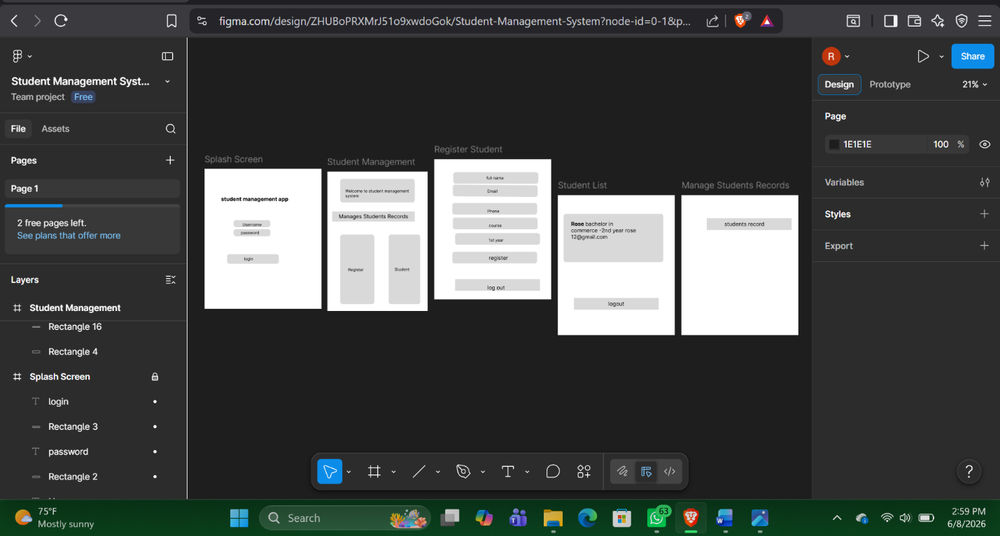 figma.com/design/ZHUBoPRXMrJ51o9xwdoGok/Student-Management-System?node-id=0-1&p...
2
Student Management Syst...
Team project Free
File Assets
Pages
Page 1
2 free pages left.
See plans that offer more
Layers
Student Management
Rectangle 16
Rectangle 4
Splash Screen
login
Rectangle 3
password
Rectangle 2
Splash Screen
student management app
Username
password
login
Student Management
Welcome to student management
system
Manages Students Records
Register
Student
Register Student
full name
Email
Phone
course
1st year
register
log out
Student List
Rose bachelor in
commerce -2nd year rose
12@gmail.com
logout
Manage Students Records
students record
R
Share
Design Prototype 21%
Page
1E1E1E 100 %
Variables
Styles
Export
?
75°F
Mostly sunny
Search
63
2:59 PM
6/8/2026